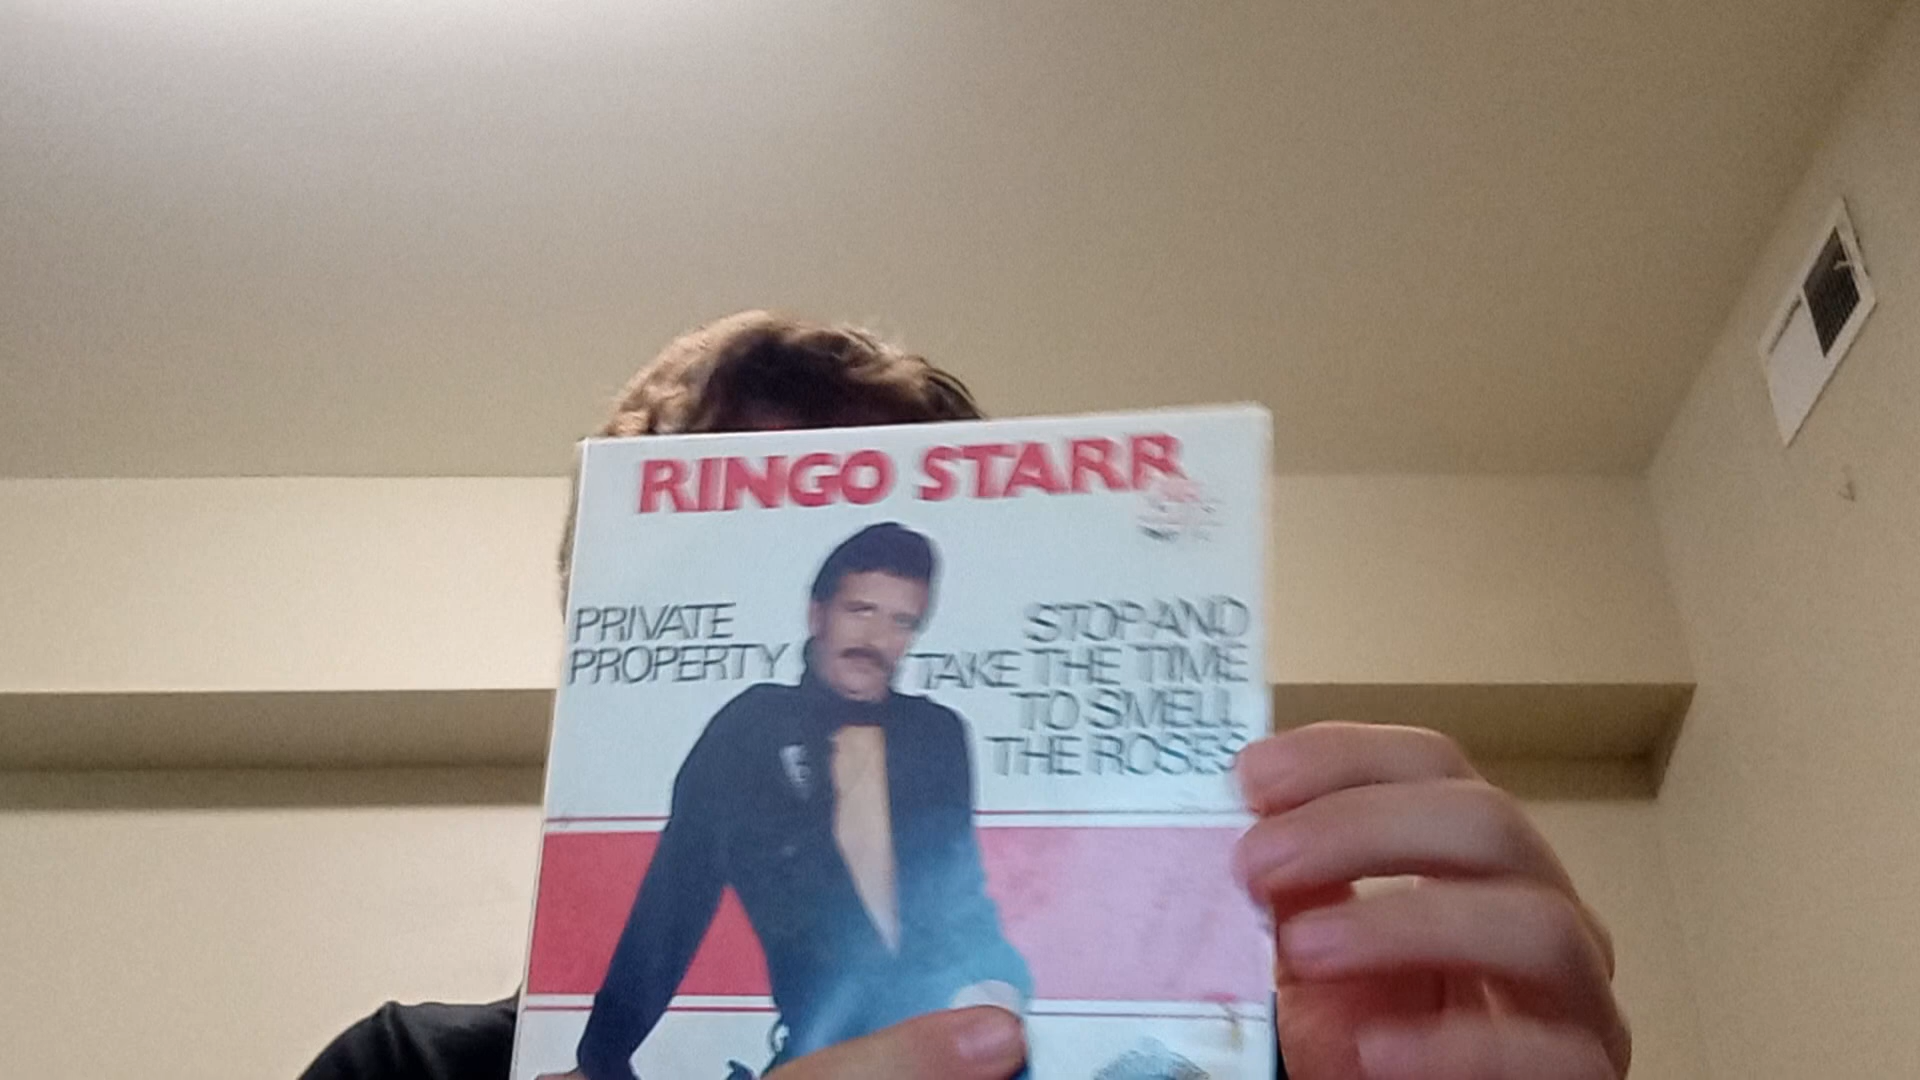 RINGO STARR
PRIVATE
PROPERTY
STOP AND
TAKE THE TIME
TO SMELL
THE ROSES